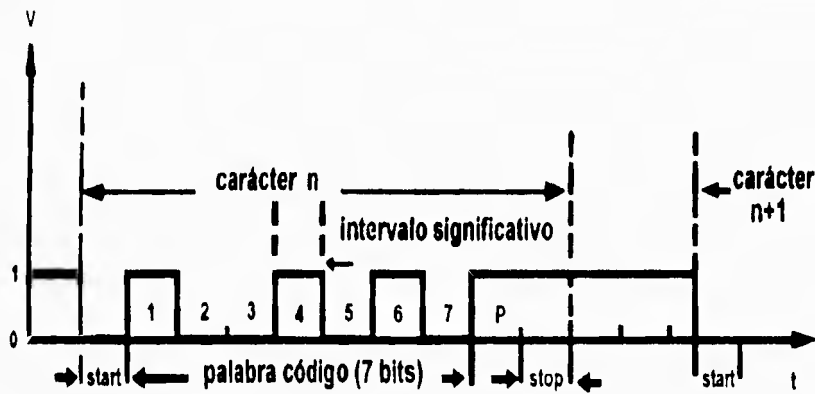 V
carácter n
carácter n+1
intervalo significativo
1
1 2 3 4 5 6 7 P
0
start palabra código (7 bits) stop start t